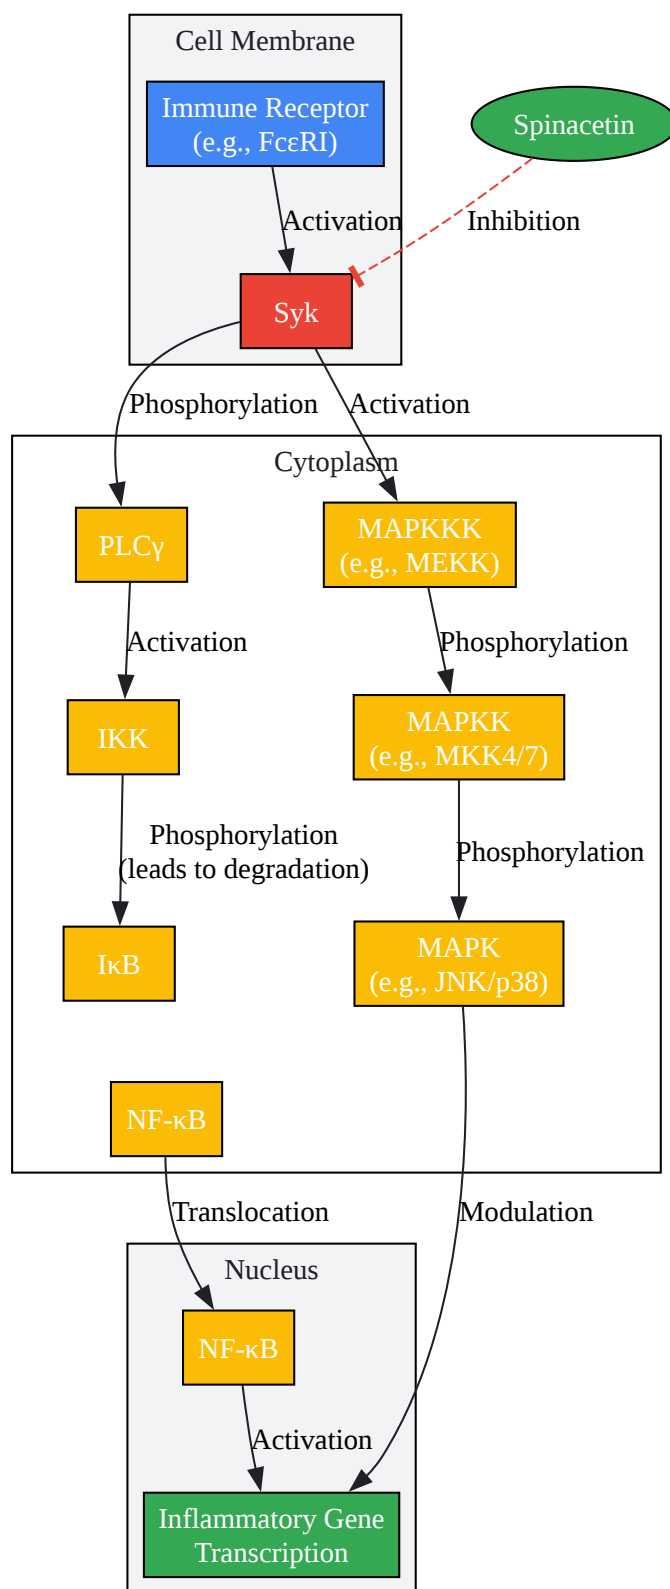 Cell Membrane
Immune Receptor
(e.g., FcεRI)
Spinacetin
Activation
Inhibition
Syk
Phosphorylation
Activation
Cytoplasm
PLCγ
MAPKKK
(e.g., MEKK)
Activation
Phosphorylation
IKK
MAPKK
(e.g., MKK4/7)
Phosphorylation
(leads to degradation)
Phosphorylation
IκB
MAPK
(e.g., JNK/p38)
NF-κB
Translocation
Modulation
Nucleus
NF-κB
Activation
Inflammatory Gene
Transcription